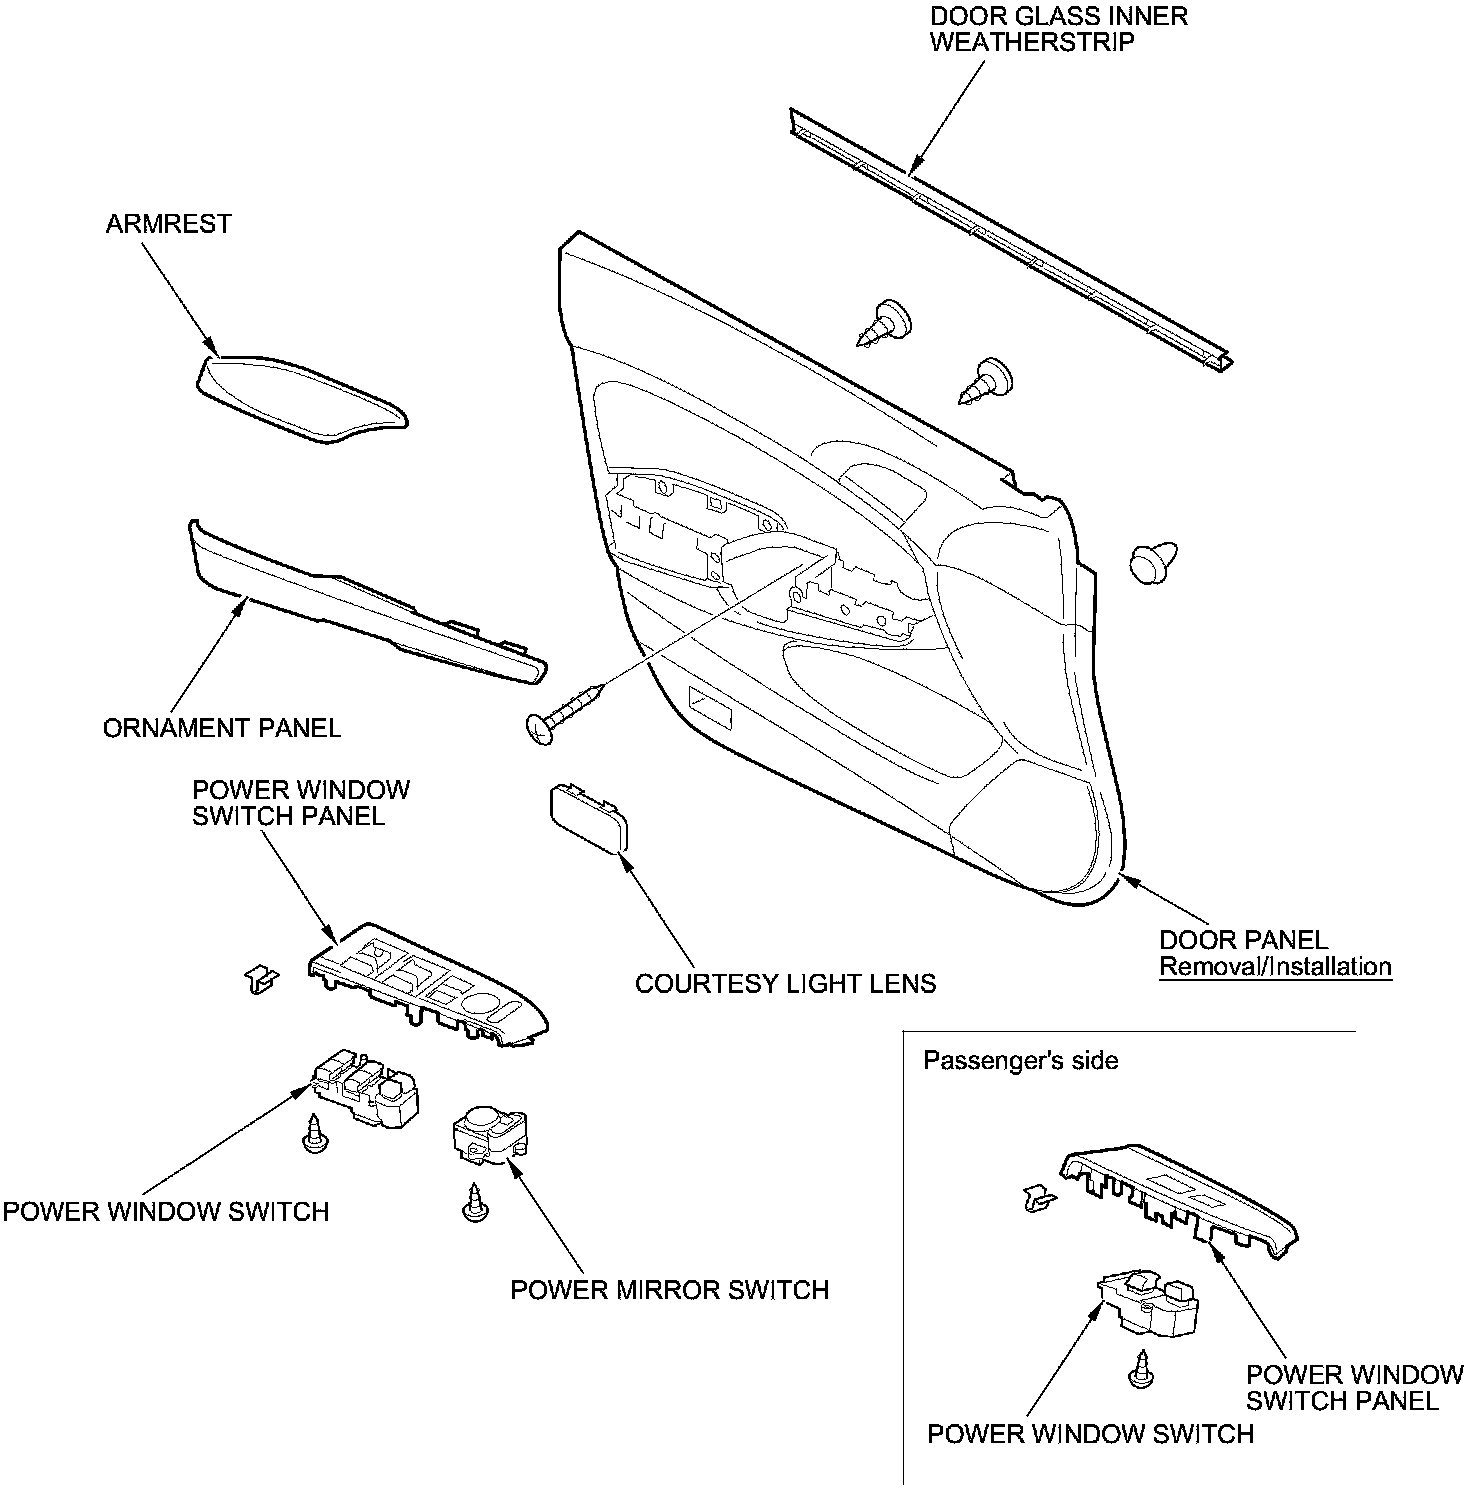 DOOR GLASS INNER
WEATHERSTRIP
ARMREST
ORNAMENT PANEL
POWER WINDOW
SWITCH PANEL
COURTESY LIGHT LENS
DOOR PANEL
Removal/Installation
Passenger's side
POWER WINDOW SWITCH
POWER MIRROR SWITCH
POWER WINDOW
SWITCH PANEL
POWER WINDOW SWITCH